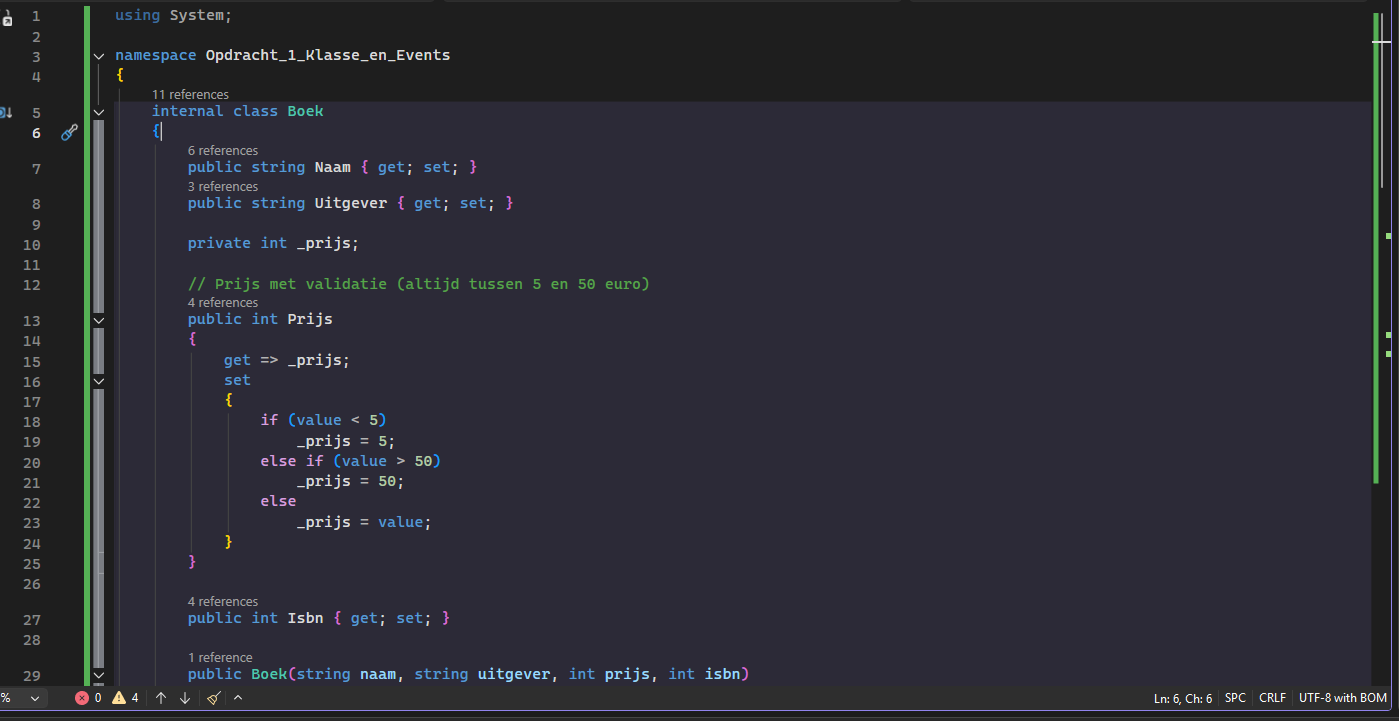 1 using System;
2
3 namespace Opdracht_1_Klasse_en_Events
4 {
11 references
5 internal class Boek
6 {
6 references
7 public string Naam { get; set; }
3 references
8 public string Uitgever { get; set; }
9
10 private int _prijs;
11
12 // Prijs met validatie (altijd tussen 5 en 50 euro)
4 references
13 public int Prijs
14 {
15 get => _prijs;
16 set
17 {
18 if (value < 5)
19 _prijs = 5;
20 else if (value > 50)
21 _prijs = 50;
22 else
23 _prijs = value;
24 }
25 }
26
4 references
27 public int Isbn { get; set; }
28
1 reference
29 public Boek(string naam, string uitgever, int prijs, int isbn)
% 0 4 Ln: 6, Ch: 6 SPC CRLF UTF-8 with BOM